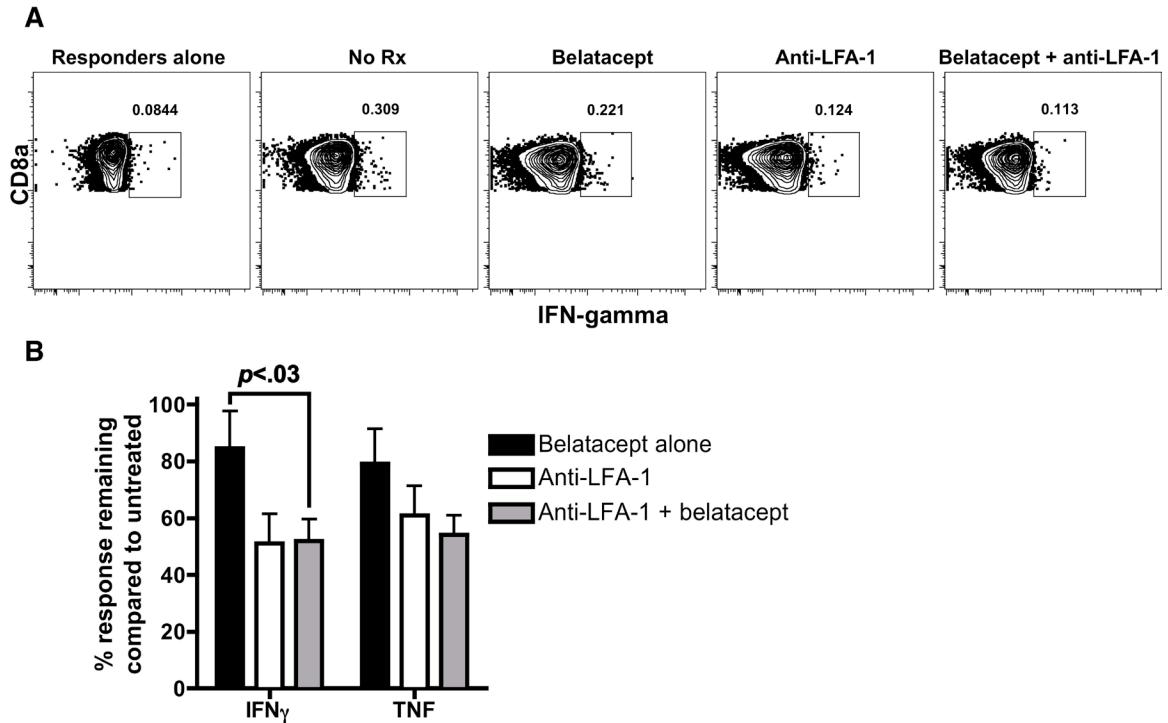 A
Responders alone
No Rx
Belatacept
Anti-LFA-1
Belatacept + anti-LFA-1
0.0844
0.309
0.221
0.124
0.113
CD8a
IFN-gamma
B
p<.03
% response remaining
compared to untreated
100
80
60
40
20
0
IFNγ
TNF
Belatacept alone
Anti-LFA-1
Anti-LFA-1 + belatacept